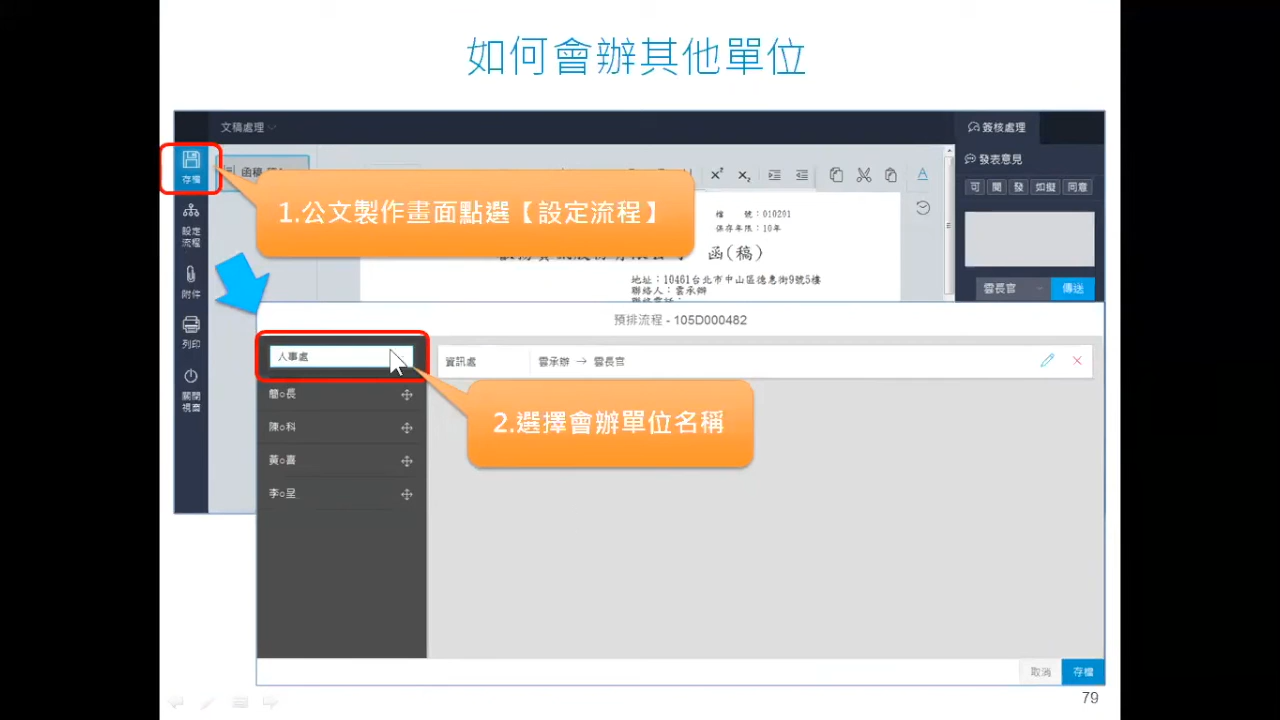 如何會辦其他單位
文稿處理
簽核處理
存檔
函稿
發表意見
可 閱 發 如擬 同意
1.公文製作畫面點選【設定流程】
檔　號：010201
保存年限：10年
函(稿)
設定
流程
地址：10461台北市中山區德惠街9號5樓
聯絡人：雲承辦
附件
雲長官 傳送
預排流程 - 105D000482
列印
人事處
資訊處 雲承辦 → 雲長官
關閉
視窗
簡○長
2.選擇會辦單位名稱
陳○科
黃○喜
李○呈
取消 存檔
79